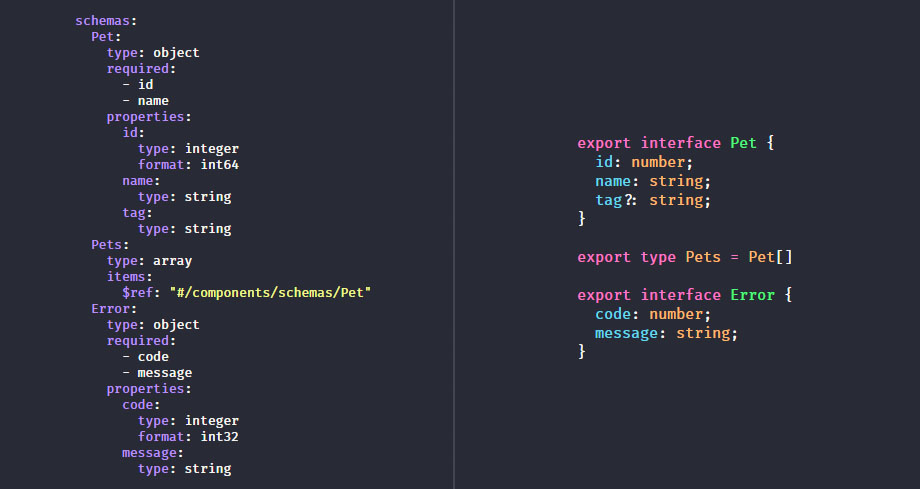 schemas:
  Pet:
    type: object
    required:
      - id
      - name
    properties:
      id:
        type: integer
        format: int64
      name:
        type: string
      tag:
        type: string
  Pets:
    type: array
    items:
      $ref: "#/components/schemas/Pet"
  Error:
    type: object
    required:
      - code
      - message
    properties:
      code:
        type: integer
        format: int32
      message:
        type: string
export interface Pet {
  id: number;
  name: string;
  tag?: string;
}
export type Pets = Pet[]
export interface Error {
  code: number;
  message: string;
}